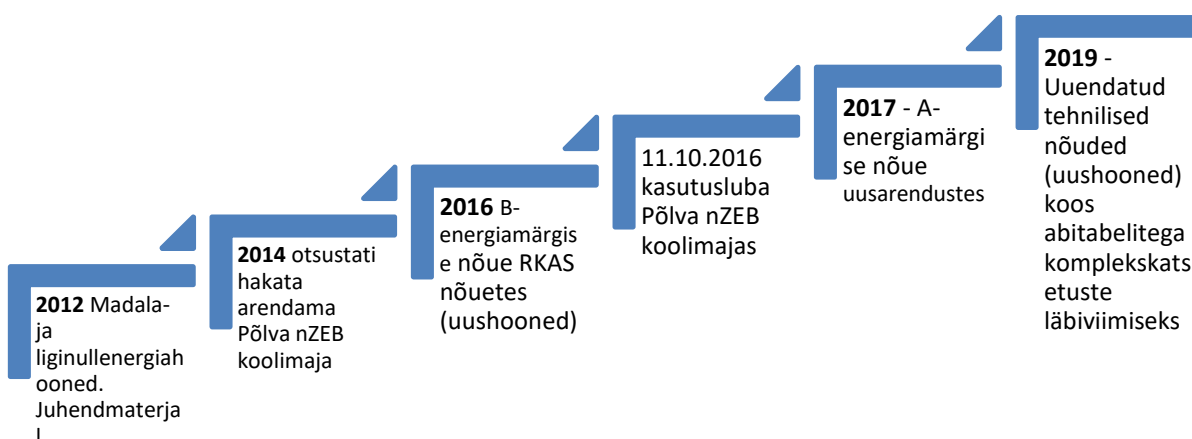 2012 Madala-
ja
liginullenergiah
ooned.
Juhendmaterja
l
2014 otsustati
hakata
arendama
Põlva nZEB
koolimaja
2016 B-
energiamärgis
e nõue RKAS
nõuetes
(uushooned)
11.10.2016
kasutusluba
Põlva nZEB
koolimajas
2017 - A-
energiamärgi
se nõue
uusarendustes
2019 -
Uuendatud
tehnilised
nõuded
(uushooned)
koos
abitabelitega
komplekskats
etuste
läbiviimiseks